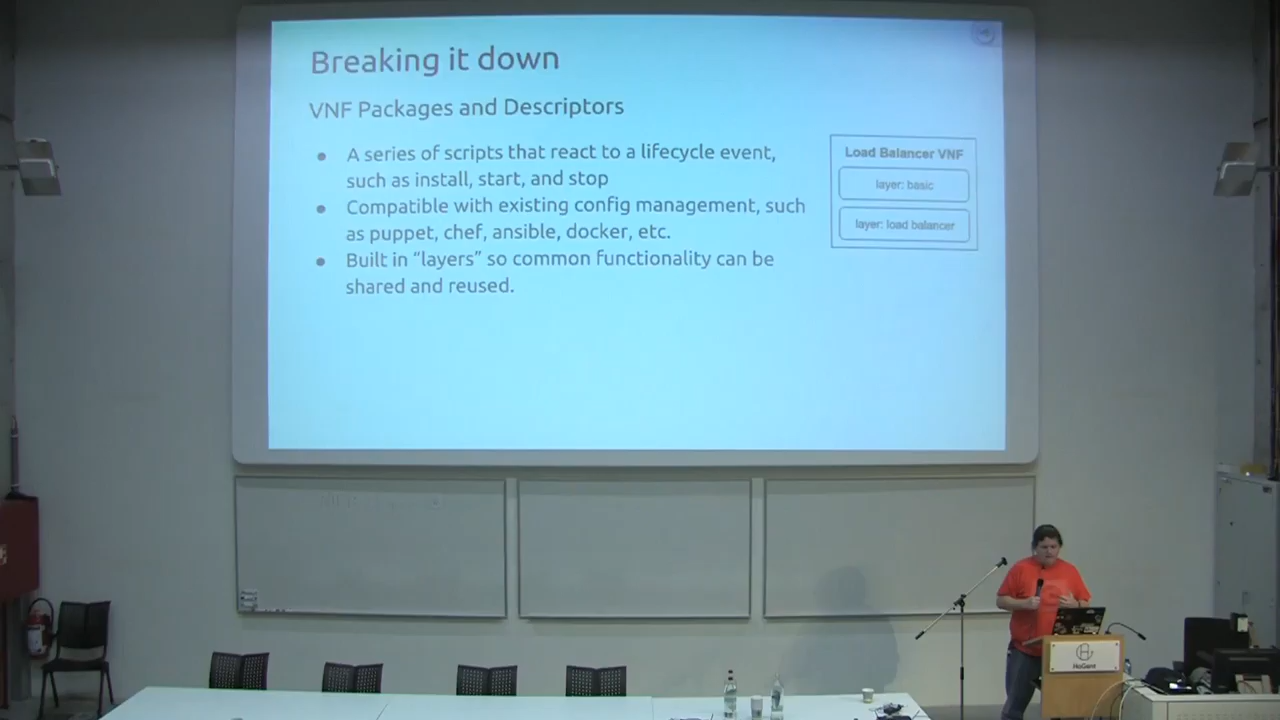 Breaking it down
VNF Packages and Descriptors
A series of scripts that react to a lifecycle event,
such as install, start, and stop
Compatible with existing config management, such
as puppet, chef, ansible, docker, etc.
Built in “layers” so common functionality can be
shared and reused.
Load Balancer VNF
layer: basic
layer: load balancer
HoGent